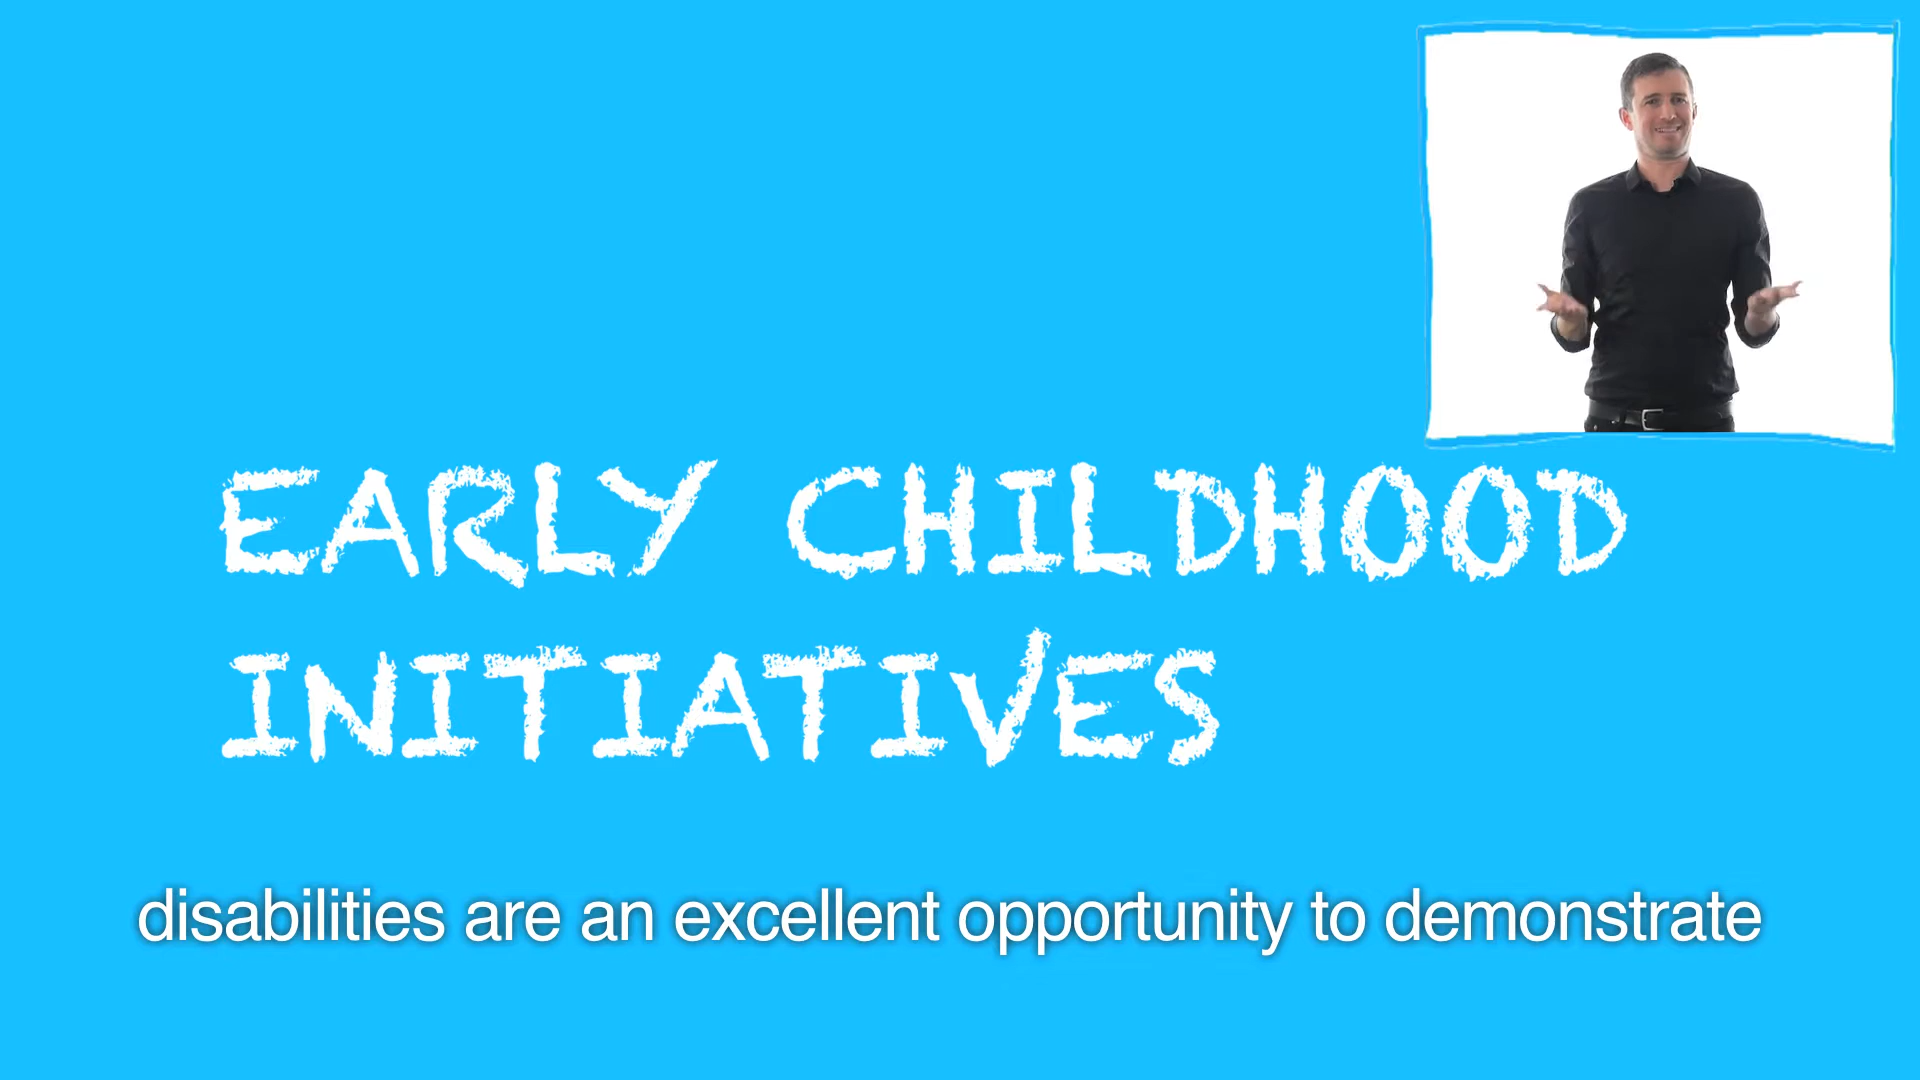 EARLY CHILDHOOD
INITIATIVES
disabilities are an excellent opportunity to demonstrate